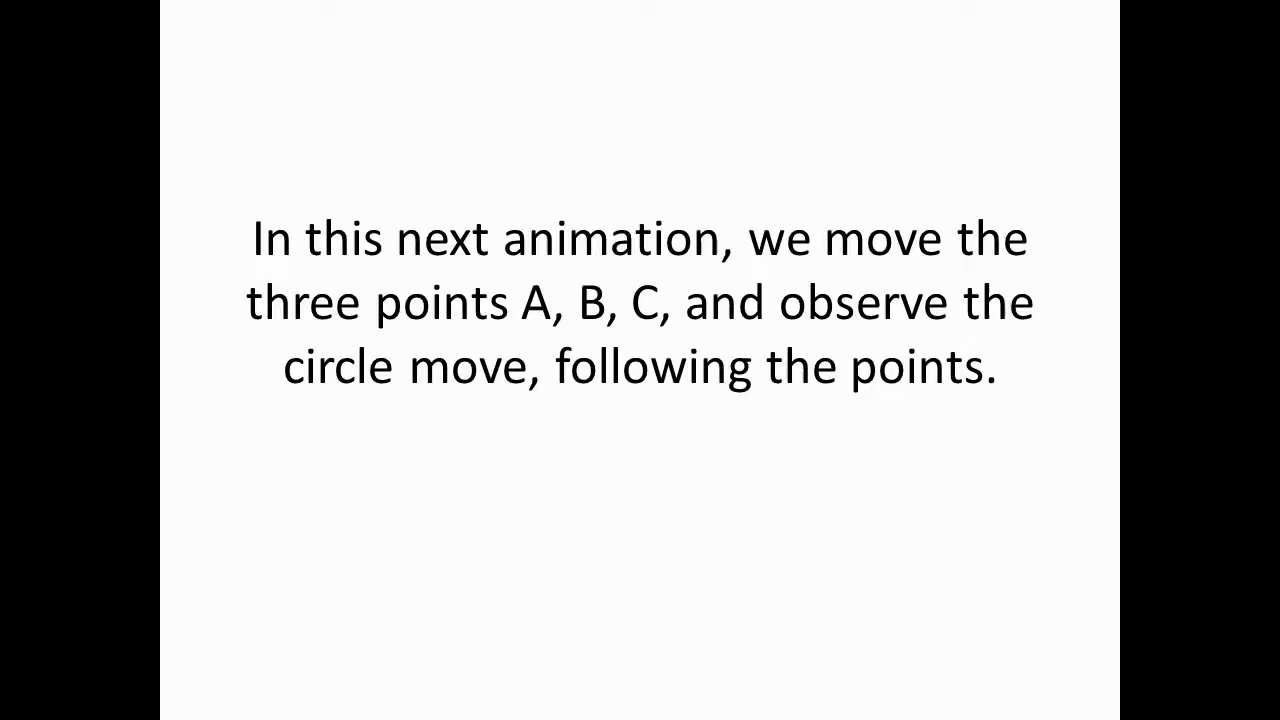 In this next animation, we move the
three points A, B, C, and observe the
circle move, following the points.